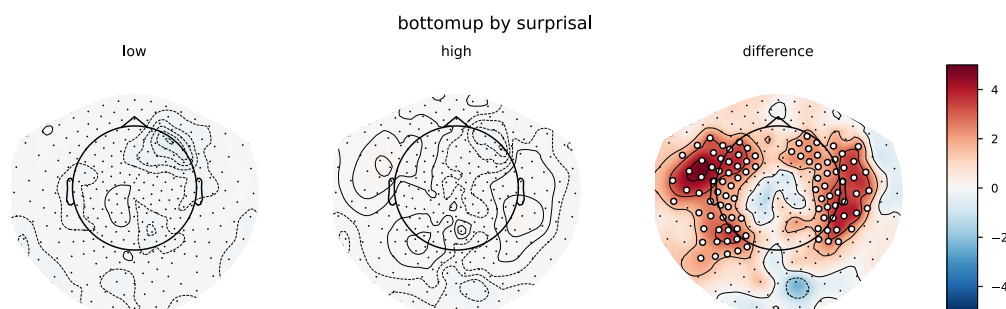 bottomup by surprisal
low
high
difference
4
2
0
−2
−4